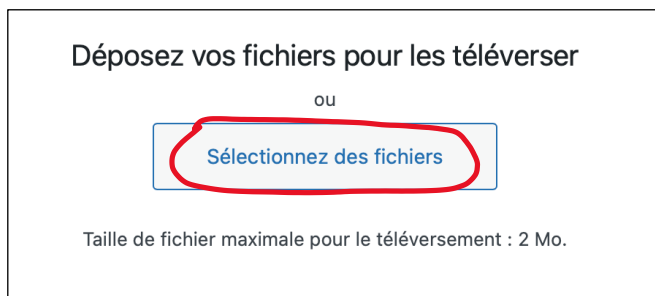 Déposez vos fichiers pour les téléverser
ou
Sélectionnez des fichiers
Taille de fichier maximale pour le téléversement : 2 Mo.